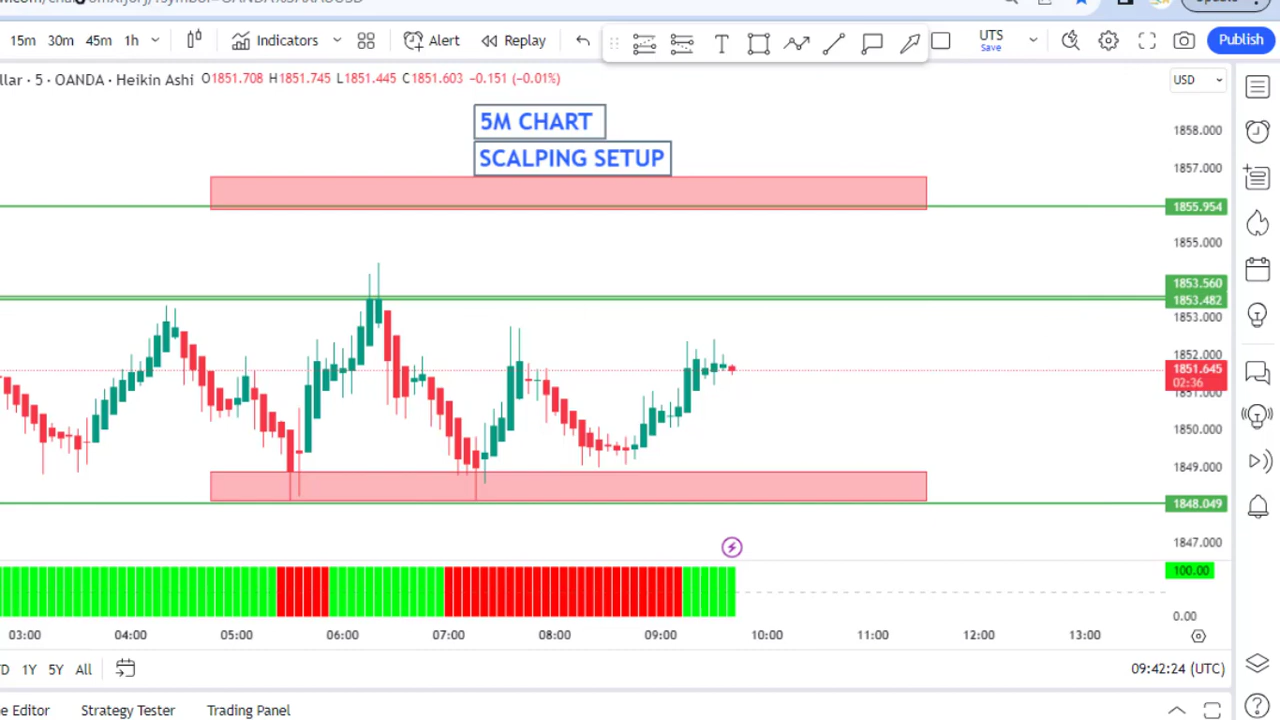 15m 30m 45m 1h Indicators Alert Replay UTS Save Publish
llar · 5 · OANDA · Heikin Ashi O1851.708 H1851.745 L1851.445 C1851.603 −0.151 (−0.01%) USD
5M CHART
SCALPING SETUP
1858.000
1857.000
1855.954
1855.000
1853.560
1853.482
1853.000
1852.000
1851.645
02:36
1851.000
1850.000
1849.000
1848.049
1847.000
100.00
0.00
03:00 04:00 05:00 06:00 07:00 08:00 09:00 10:00 11:00 12:00 13:00
1Y 5Y All 09:42:24 (UTC)
e Editor Strategy Tester Trading Panel